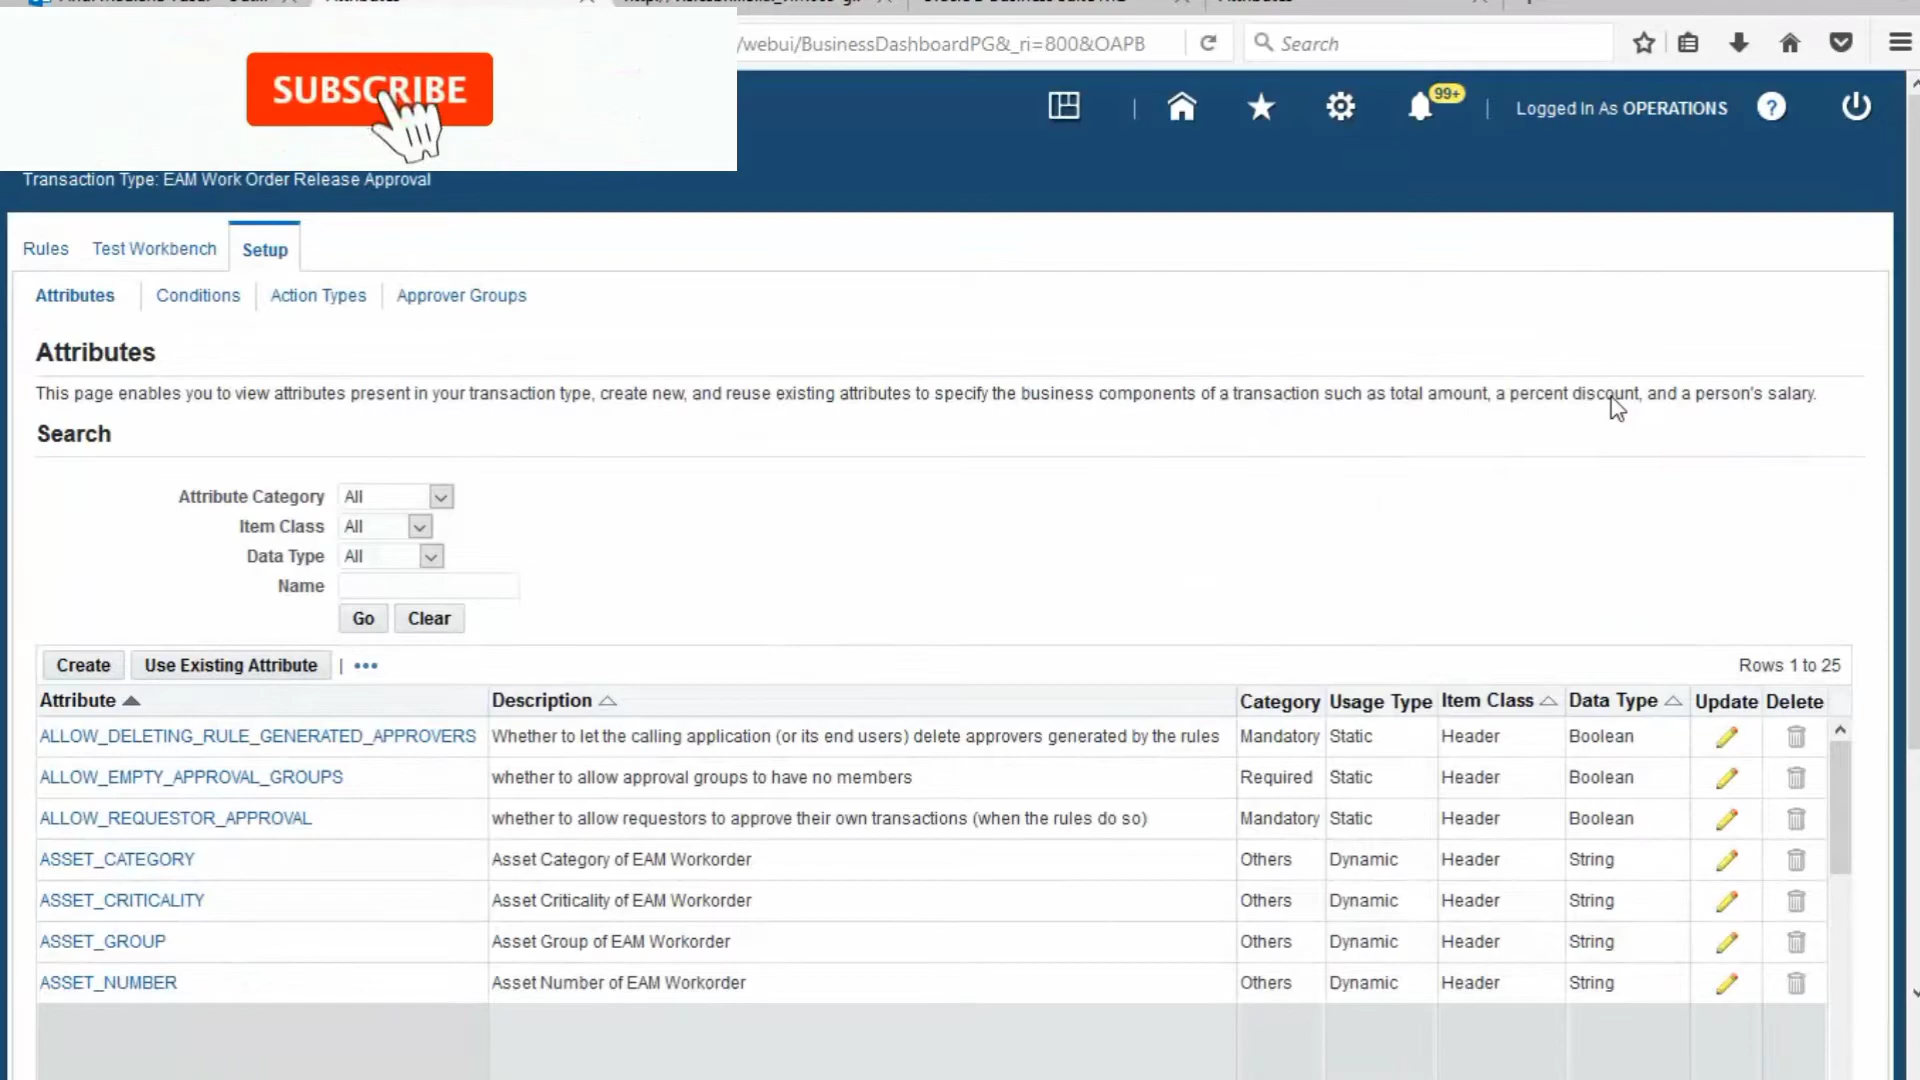 /webui/BusinessDashboardPG&_ri=800&OAPB
Search
SUBSCRIBE
99+
Logged In As OPERATIONS
?
Transaction Type: EAM Work Order Release Approval
Rules Test Workbench Setup
Attributes Conditions Action Types Approver Groups
Attributes
This page enables you to view attributes present in your transaction type, create new, and reuse existing attributes to specify the business components of a transaction such as total amount, a percent discount, and a person's salary.
Search
Attribute Category All
Item Class All
Data Type All
Name
Go Clear
Create Use Existing Attribute | ••• Rows 1 to 25
Attribute Description Category Usage Type Item Class Data Type Update Delete
ALLOW_DELETING_RULE_GENERATED_APPROVERS Whether to let the calling application (or its end users) delete approvers generated by the rules Mandatory Static Header Boolean
ALLOW_EMPTY_APPROVAL_GROUPS whether to allow approval groups to have no members Required Static Header Boolean
ALLOW_REQUESTOR_APPROVAL whether to allow requestors to approve their own transactions (when the rules do so) Mandatory Static Header Boolean
ASSET_CATEGORY Asset Category of EAM Workorder Others Dynamic Header String
ASSET_CRITICALITY Asset Criticality of EAM Workorder Others Dynamic Header String
ASSET_GROUP Asset Group of EAM Workorder Others Dynamic Header String
ASSET_NUMBER Asset Number of EAM Workorder Others Dynamic Header String